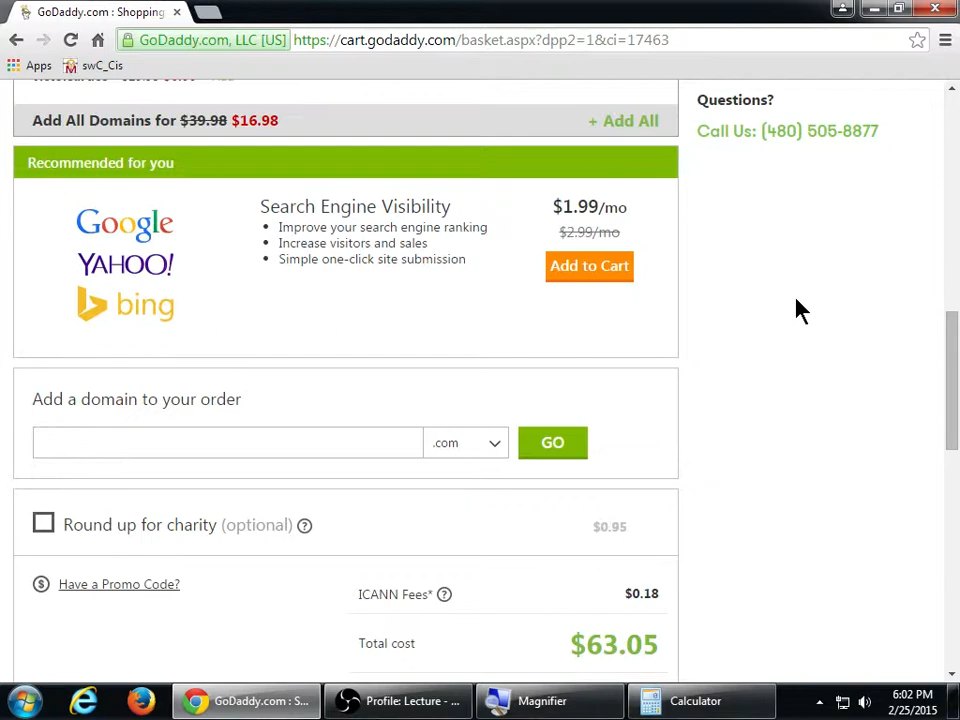 GoDaddy.com : Shopping
GoDaddy.com, LLC [US] https://cart.godaddy.com/basket.aspx?dpp2=1&ci=17463
Apps swC_Cis
Add All Domains for $39.98 $16.98 + Add All
Questions?
Call Us: (480) 505-8877
Recommended for you
Google
YAHOO!
bing
Search Engine Visibility
• Improve your search engine ranking
• Increase visitors and sales
• Simple one-click site submission
$1.99/mo
$2.99/mo
Add to Cart
Add a domain to your order
.com GO
Round up for charity (optional) ? $0.95
$ Have a Promo Code?
ICANN Fees* ? $0.18
Total cost $63.05
GoDaddy.com : S...
Profile: Lecture - ...
Magnifier
Calculator
6:02 PM
2/25/2015